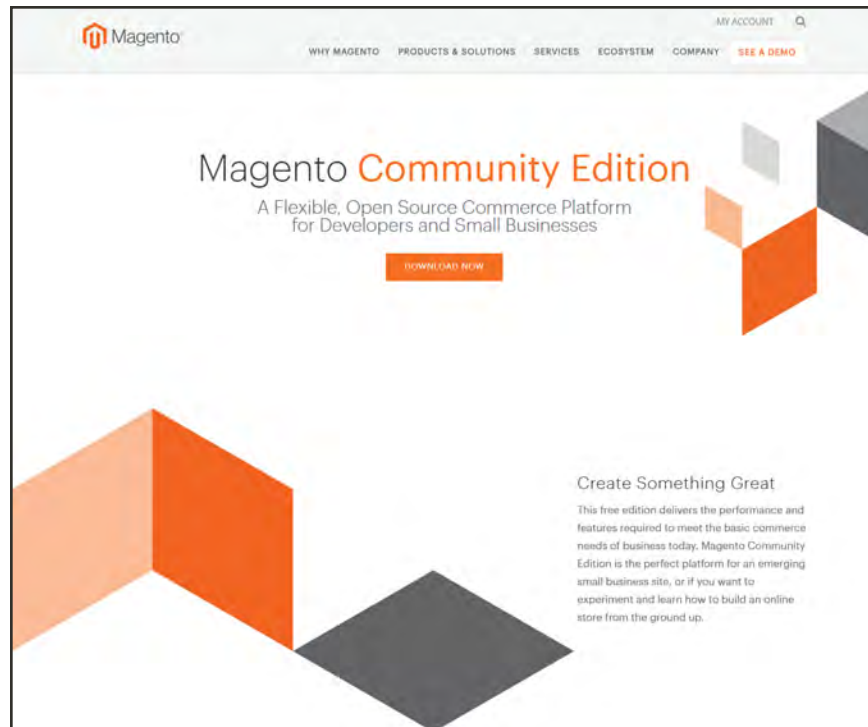 MY ACCOUNT
Magento
WHY MAGENTO PRODUCTS & SOLUTIONS SERVICES ECOSYSTEM COMPANY SEE A DEMO
Magento Community Edition
A Flexible, Open Source Commerce Platform
for Developers and Small Businesses
DOWNLOAD NOW
Create Something Great
This free edition delivers the performance and
features required to meet the basic commerce
needs of business today. Magento Community
Edition is the perfect platform for an emerging
small business site, or if you want to
experiment and learn how to build an online
store from the ground up.